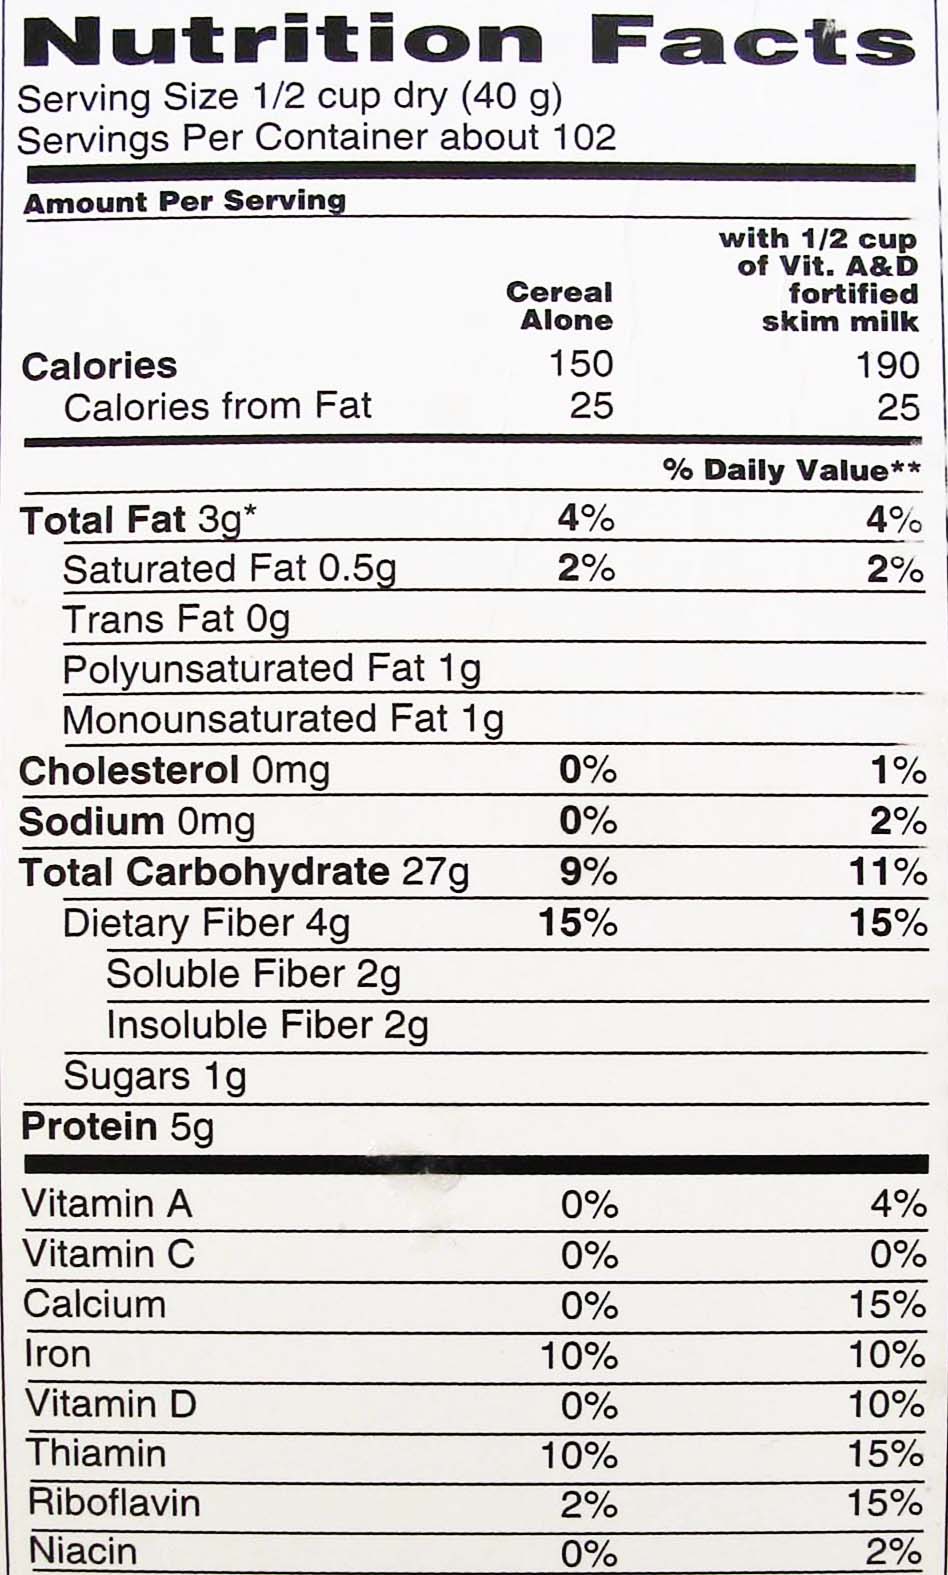 Nutrition Facts
Serving Size 1/2 cup dry (40 g)
Servings Per Container about 102
Amount Per Serving
with 1/2 cup
of Vit. A&D
Cereal fortified
Alone skim milk
Calories 150 190
Calories from Fat 25 25
% Daily Value**
Total Fat 3g* 4% 4%
Saturated Fat 0.5g 2% 2%
Trans Fat 0g
Polyunsaturated Fat 1g
Monounsaturated Fat 1g
Cholesterol 0mg 0% 1%
Sodium 0mg 0% 2%
Total Carbohydrate 27g 9% 11%
Dietary Fiber 4g 15% 15%
Soluble Fiber 2g
Insoluble Fiber 2g
Sugars 1g
Protein 5g
Vitamin A 0% 4%
Vitamin C 0% 0%
Calcium 0% 15%
Iron 10% 10%
Vitamin D 0% 10%
Thiamin 10% 15%
Riboflavin 2% 15%
Niacin 0% 2%